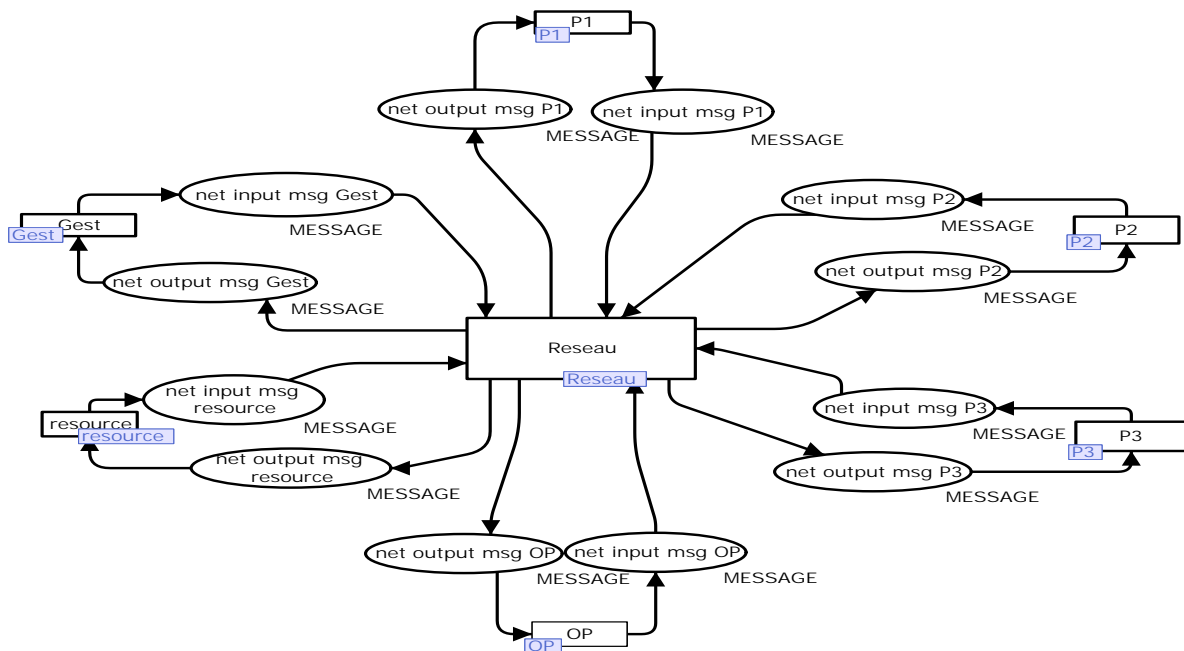 P1
P1
net output msg P1
MESSAGE
net input msg P1
MESSAGE
net input msg Gest
MESSAGE
Gest
Gest
net output msg Gest
MESSAGE
net input msg P2
MESSAGE
P2
P2
net output msg P2
MESSAGE
Reseau
Reseau
net input msg
resource
MESSAGE
resource
resource
net output msg
resource
MESSAGE
net input msg P3
MESSAGE
P3
P3
net output msg P3
MESSAGE
net output msg OP
MESSAGE
net input msg OP
MESSAGE
OP
OP